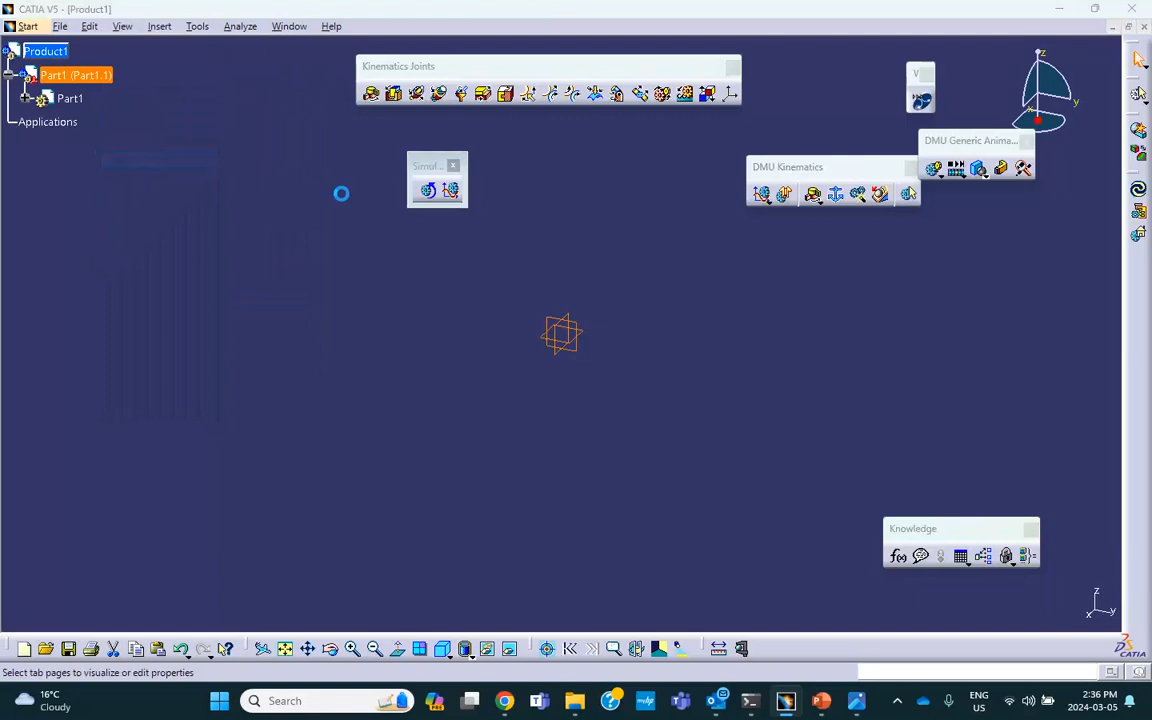 CATIA V5 - [Product1]
Start File Edit View Insert Tools Analyze Window Help
Product1
Part1 (Part1.1)
Part1
Applications
Kinematics Joints
Simul...
V
DMU Generic Anima...
DMU Kinematics
z
y
x
Knowledge
f(x)
z
x y
CATIA
Select tab pages to visualize or edit properties
16°C
Cloudy
Search
ENG
US
2:36 PM
2024-03-05